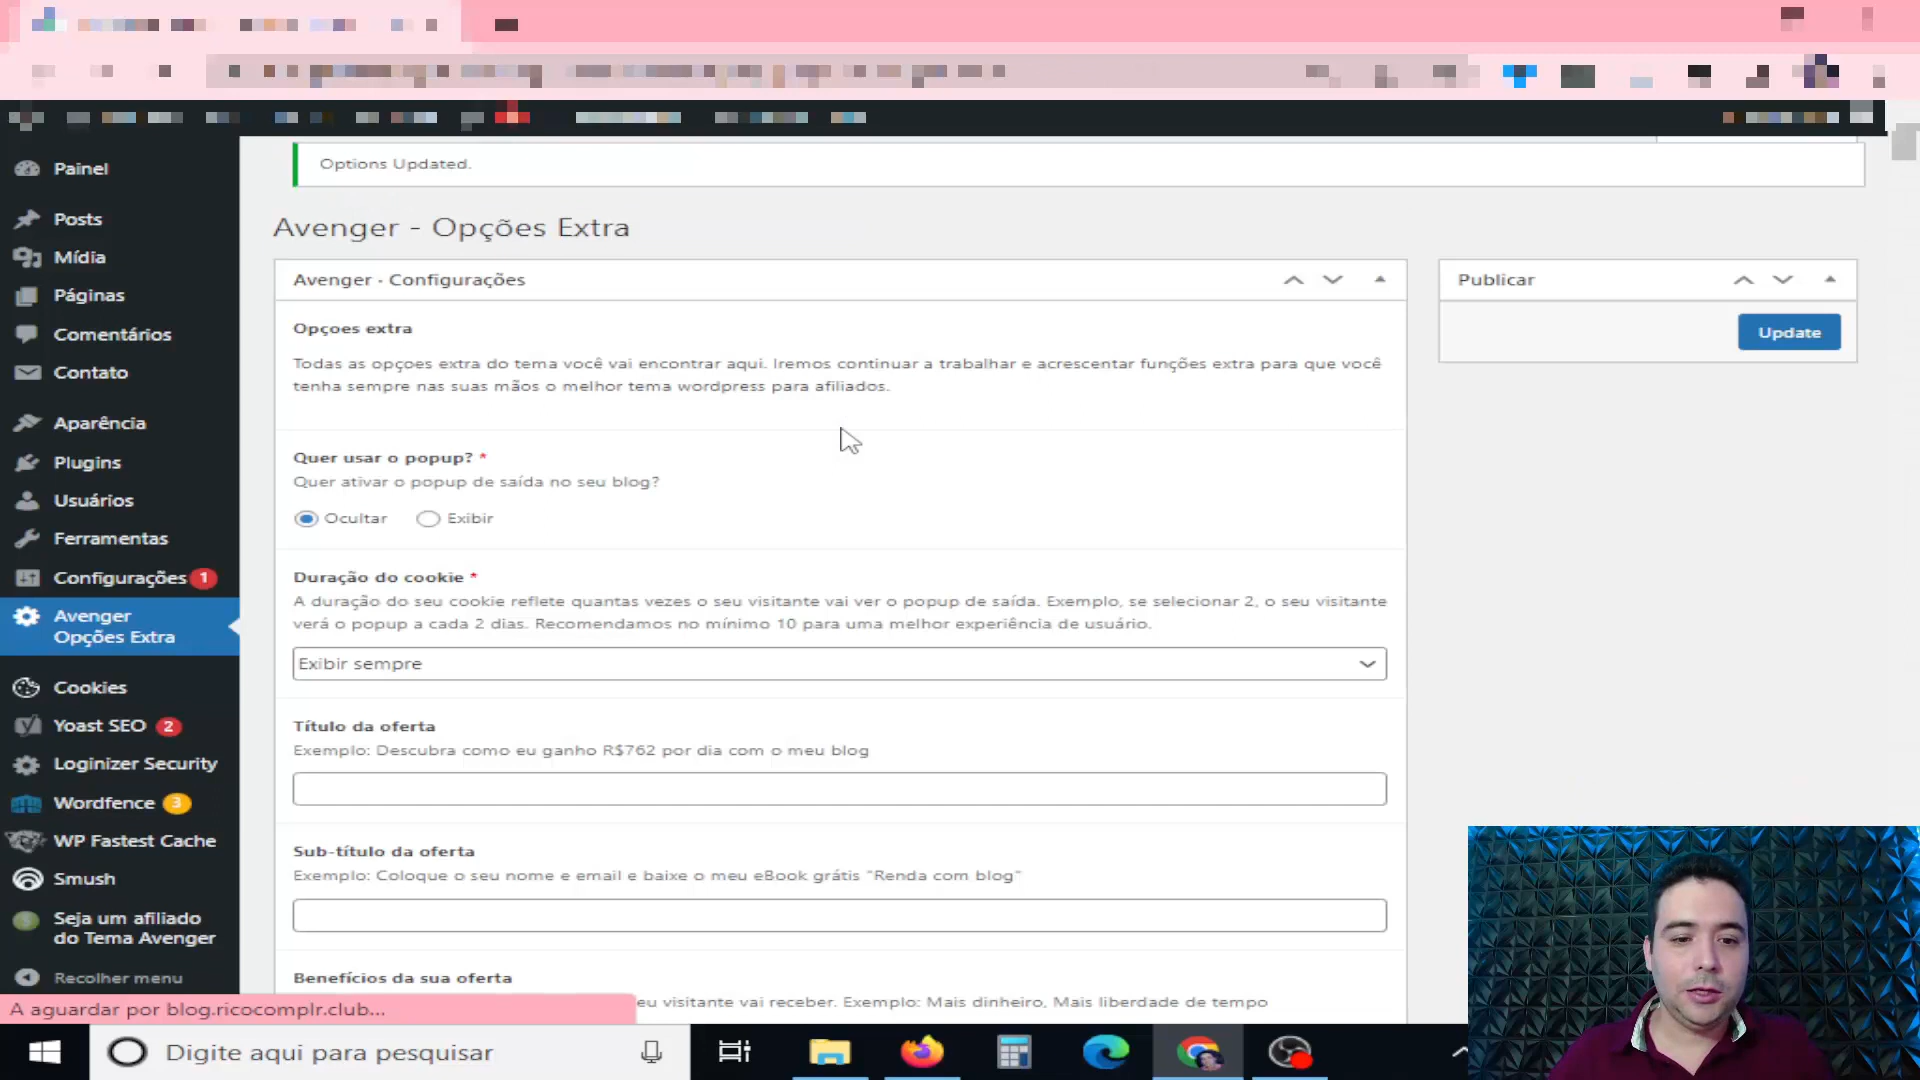 Painel
Posts
Mídia
Páginas
Comentários
Contato
Aparência
Plugins
Usuários
Ferramentas
Configurações 1
Avenger
Opções Extra
Cookies
Yoast SEO 2
Loginizer Security
Wordfence 3
WP Fastest Cache
Smush
Seja um afiliado
do Tema Avenger
Recolher menu
Options Updated.
Avenger - Opções Extra
Avenger - Configurações
Opçoes extra
Todas as opçoes extra do tema você vai encontrar aqui. Iremos continuar a trabalhar e acrescentar funções extra para que você
tenha sempre nas suas mãos o melhor tema wordpress para afiliados.
Quer usar o popup? *
Quer ativar o popup de saída no seu blog?
Ocultar Exibir
Duração do cookie *
A duração do seu cookie reflete quantas vezes o seu visitante vai ver o popup de saída. Exemplo, se selecionar 2, o seu visitante
verá o popup a cada 2 dias. Recomendamos no mínimo 10 para uma melhor experiência de usuário.
Exibir sempre
Título da oferta
Exemplo: Descubra como eu ganho R$762 por dia com o meu blog
Sub-título da oferta
Exemplo: Coloque o seu nome e email e baixe o meu eBook grátis "Renda com blog"
Benefícios da sua oferta
eu visitante vai receber. Exemplo: Mais dinheiro, Mais liberdade de tempo
Publicar
Update
A aguardar por blog.ricocomplr.club...
Digite aqui para pesquisar